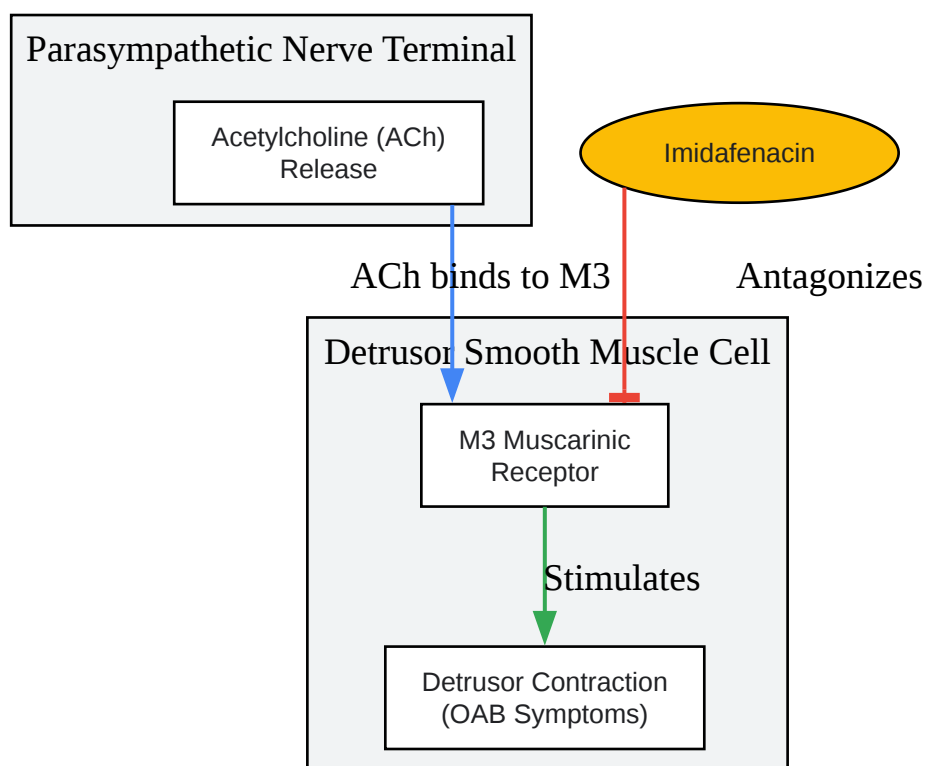 Parasympathetic Nerve Terminal
Acetylcholine (ACh)
Release
Imidafenacin
ACh binds to M3
Antagonizes
Detrusor Smooth Muscle Cell
M3 Muscarinic
Receptor
Stimulates
Detrusor Contraction
(OAB Symptoms)